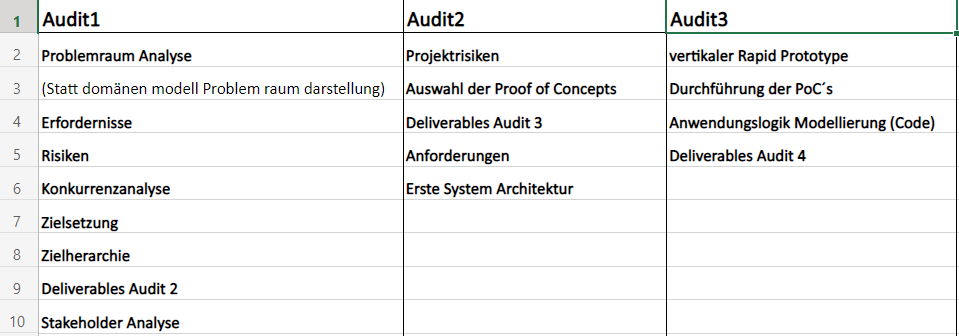 1 Audit1 Audit2 Audit3
2 Problemraum Analyse Projektrisiken vertikaler Rapid Prototype
3 (Statt domänen modell Problem raum darstellung) Auswahl der Proof of Concepts Durchführung der PoC´s
4 Erfordernisse Deliverables Audit 3 Anwendungslogik Modellierung (Code)
5 Risiken Anforderungen Deliverables Audit 4
6 Konkurrenzanalyse Erste System Architektur
7 Zielsetzung
8 Zielherarchie
9 Deliverables Audit 2
10 Stakeholder Analyse